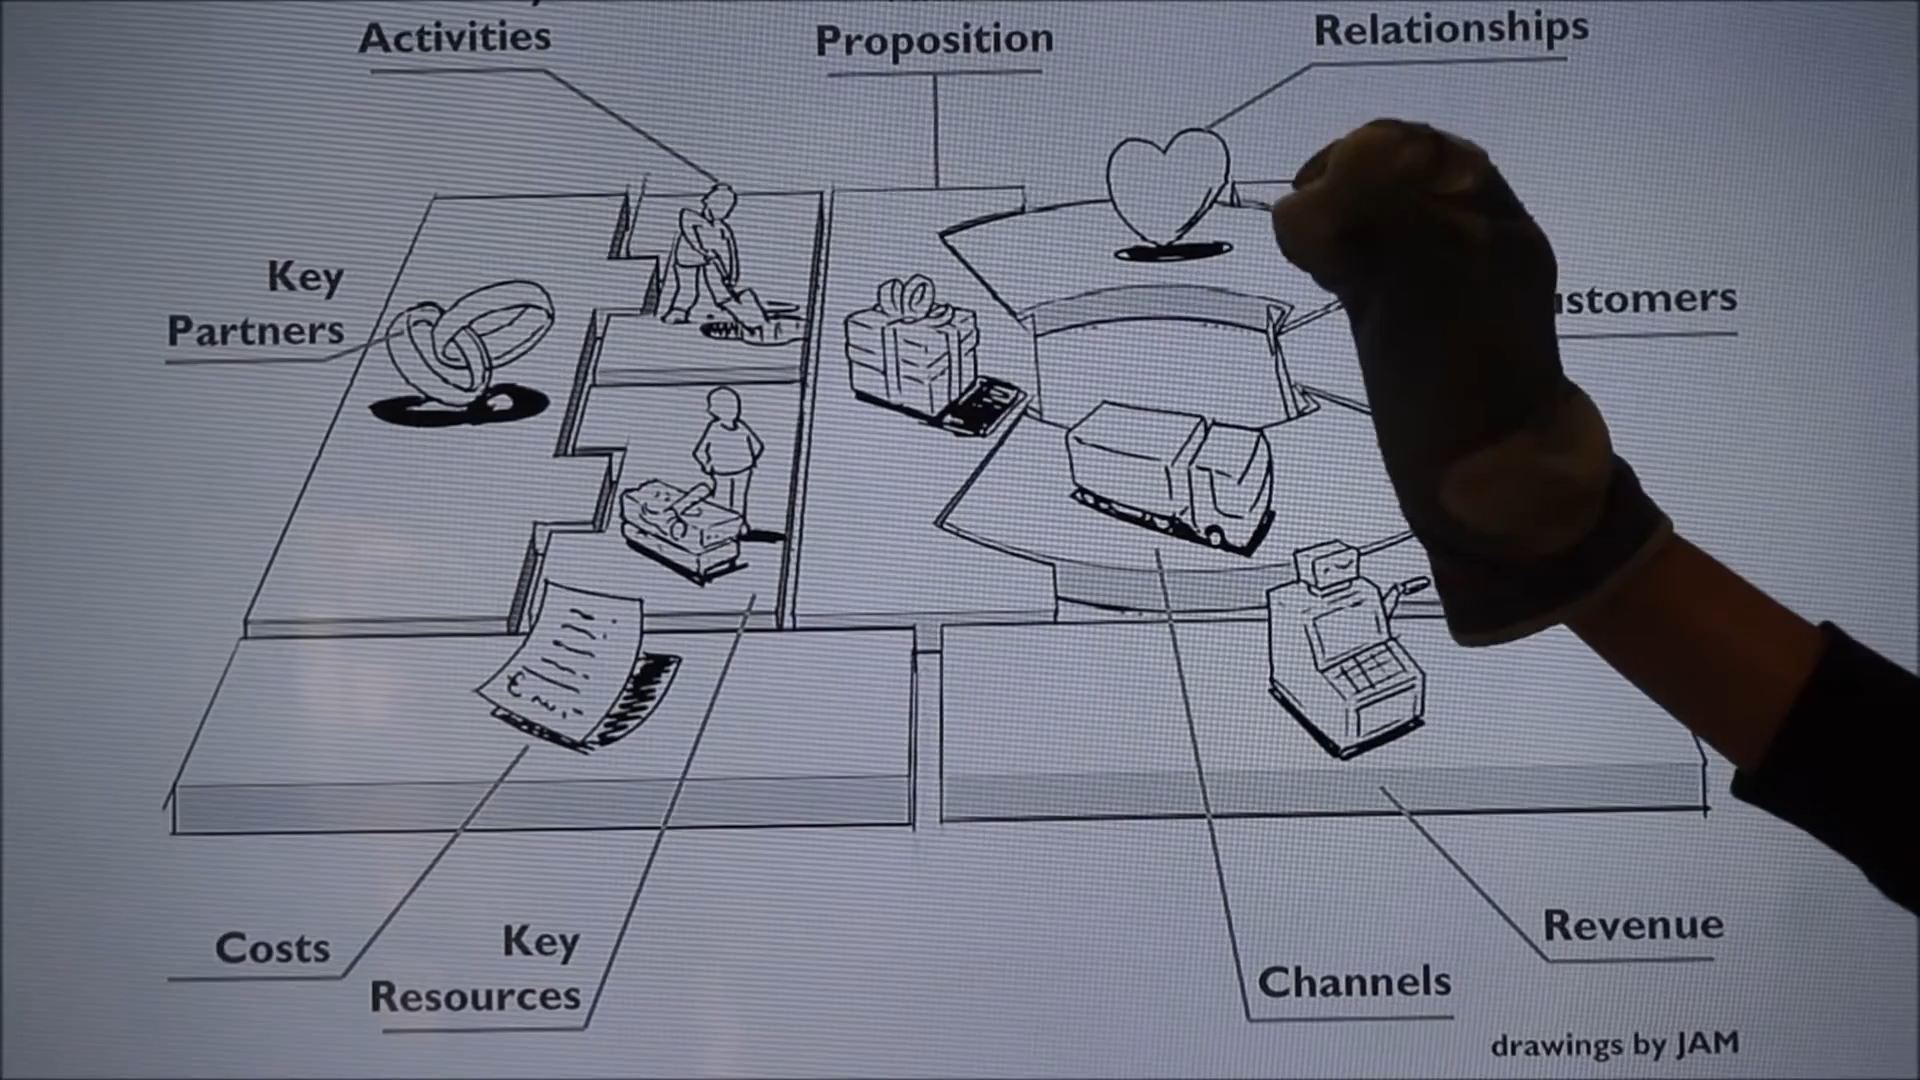 Activities
Proposition
Relationships
Key
Partners
stomers
Costs
Key
Resources
Channels
Revenue
drawings by JAM